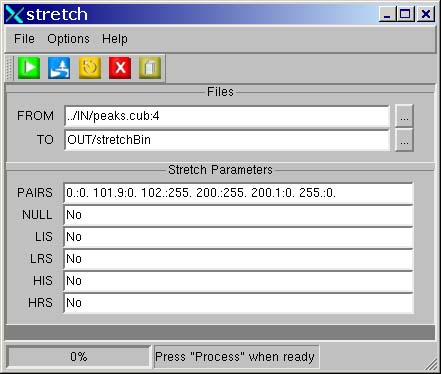 stretch
File Options Help
Files
FROM ../IN/peaks.cub:4 ...
TO OUT/stretchBin ...
Stretch Parameters
PAIRS 0.:0. 101.9:0. 102.:255. 200.:255. 200.1:0. 255.:0.
NULL No
LIS No
LRS No
HIS No
HRS No
0% Press "Process" when ready